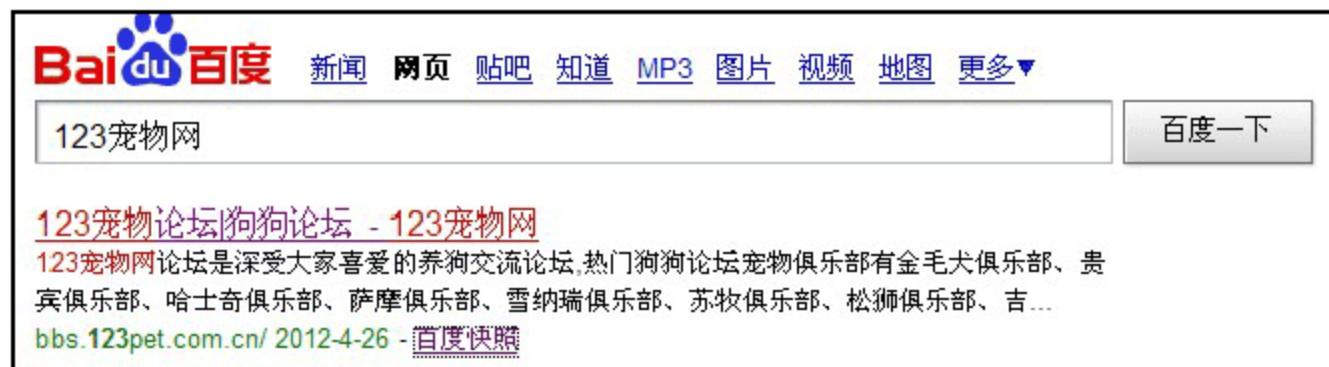 Bai du 百度 新闻 网页 贴吧 知道 MP3 图片 视频 地图 更多▼
123宠物网 百度一下
123宠物论坛|狗狗论坛 - 123宠物网
123宠物网论坛是深受大家喜爱的养狗交流论坛,热门狗狗论坛宠物俱乐部有金毛犬俱乐部、贵
宾俱乐部、哈士奇俱乐部、萨摩俱乐部、雪纳瑞俱乐部、苏牧俱乐部、松狮俱乐部、吉...
bbs.123pet.com.cn/ 2012-4-26 - 百度快照